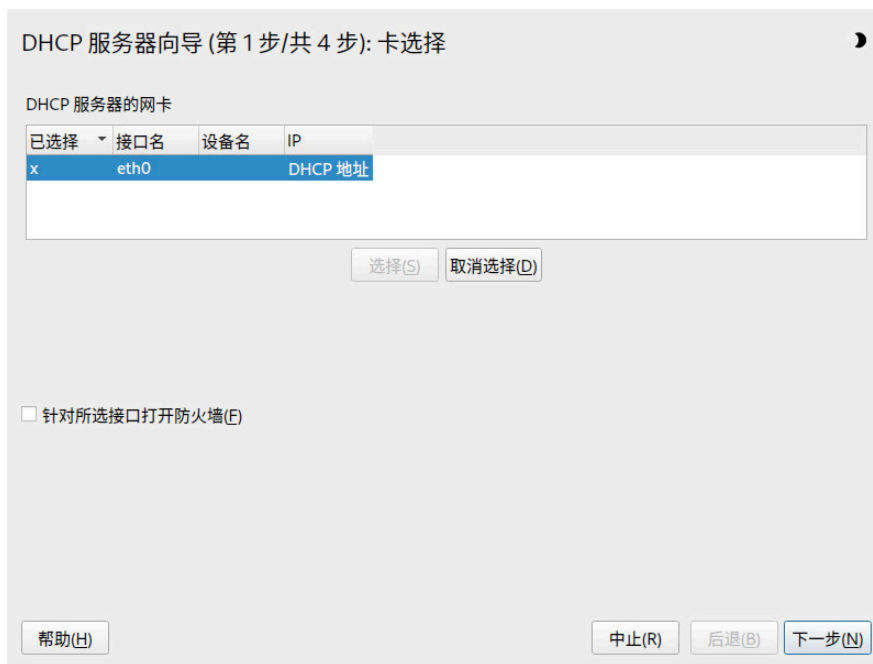 DHCP 服务器向导 (第 1 步/共 4 步): 卡选择
DHCP 服务器的网卡
已选择 接口名 设备名 IP
x eth0 DHCP 地址
选择(S) 取消选择(D)
针对所选接口打开防火墙(F)
帮助(H) 中止(R) 后退(B) 下一步(N)